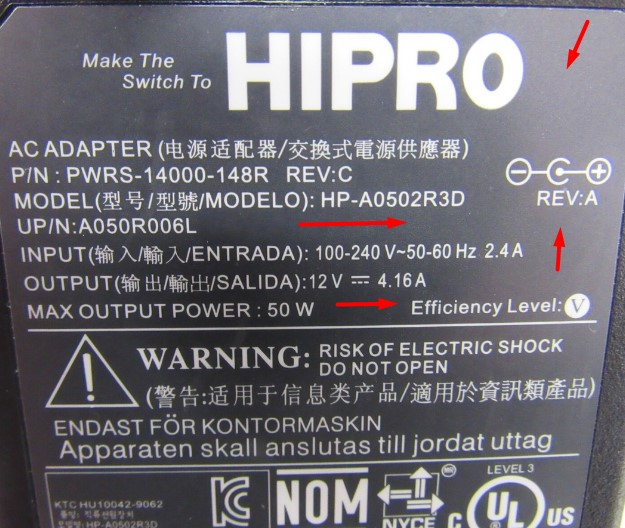 Make The
Switch To
HIPRO
AC ADAPTER (电源适配器/交換式電源供應器)
P/N : PWRS-14000-148R REV:C
MODEL(型号/型號/MODELO): HP-A0502R3D
REV:A
UP/N:A050R006L
INPUT(输入/輸入/ENTRADA): 100-240 V~50-60 Hz 2.4 A
OUTPUT(输出/輸出/SALIDA):12 V ⎓ 4.16 A
MAX OUTPUT POWER : 50 W
Efficiency Level: V
WARNING: RISK OF ELECTRIC SHOCK
DO NOT OPEN
(警告:适用于信息类产品/適用於資訊類產品)
ENDAST FÖR KONTORMASKIN
Apparaten skall anslutas till jordat uttag
KTC HU10042-9062
HP-A0502R3D
NOM
NYCE
MR
LEVEL 3
C UL US